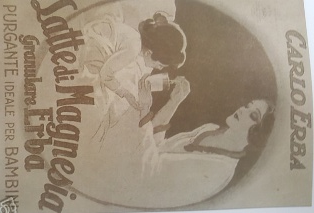 CARLO ERBA
Latte di Magnesia
Granulare Erba
PURGANTE IDEALE PER BAMBINI